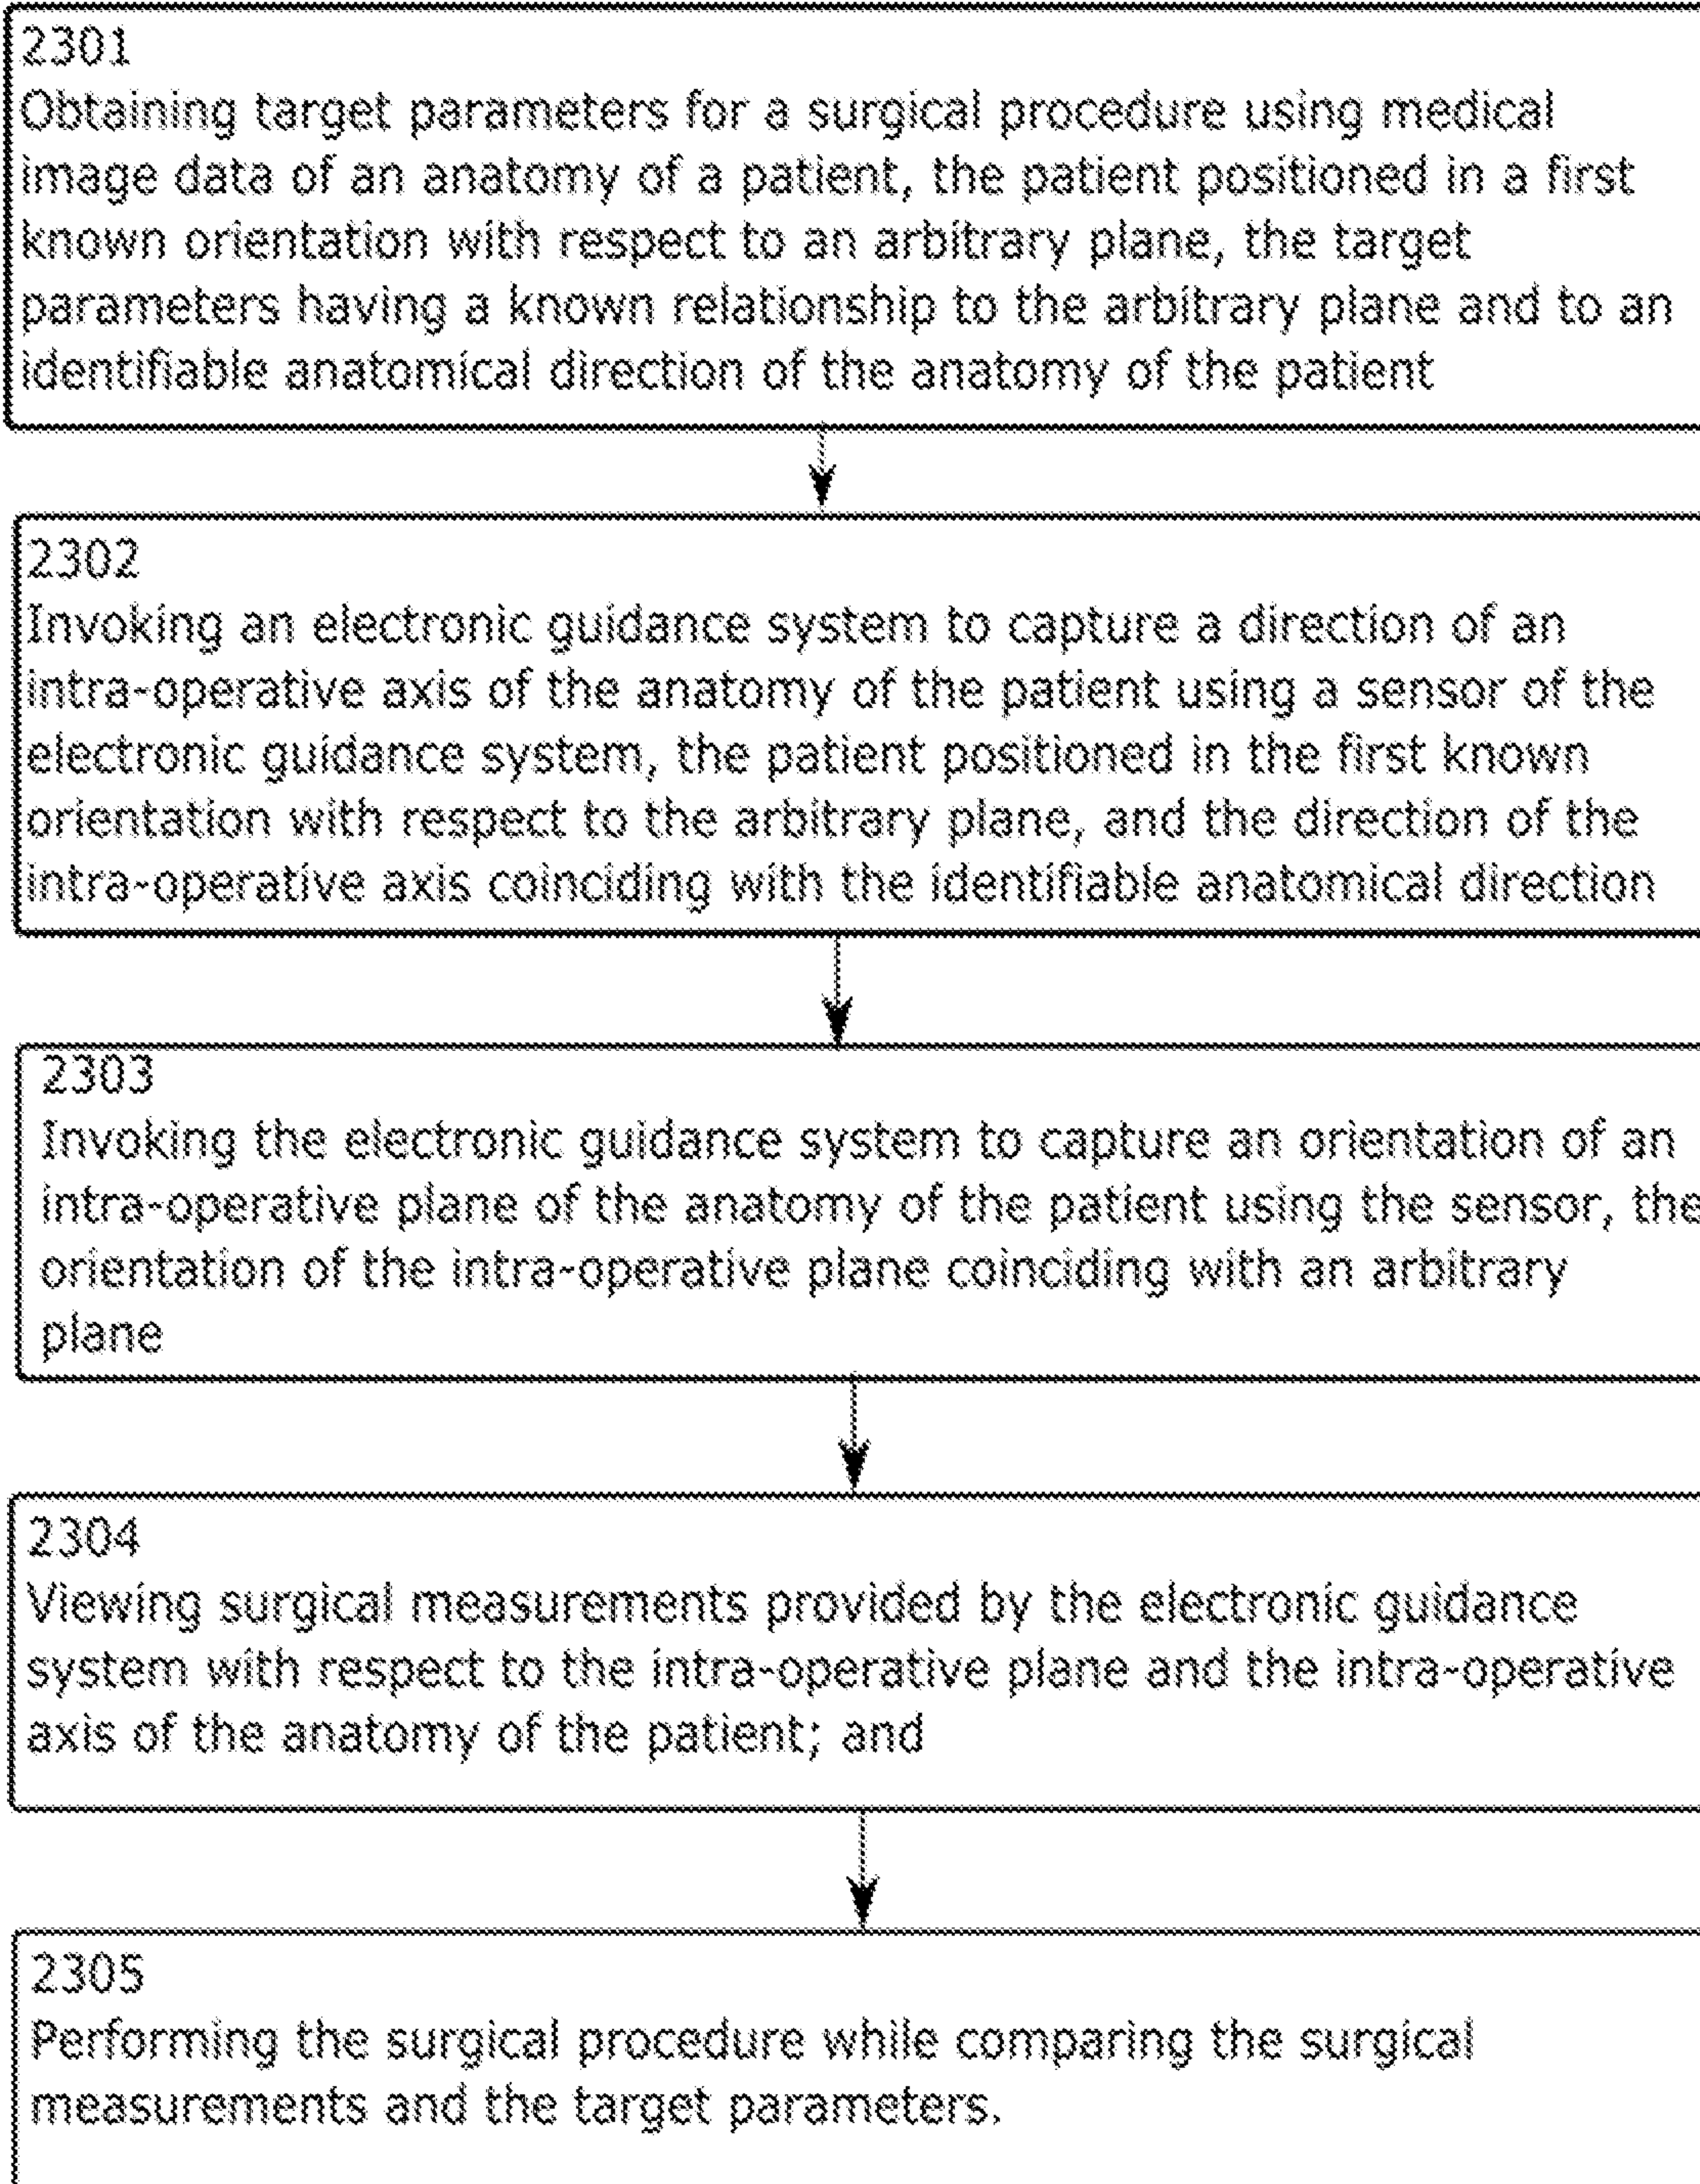 2301
Obtaining target parameters for a surgical procedure using medical
image data of an anatomy of a patient, the patient positioned in a first
known orientation with respect to an arbitrary plane, the target
parameters having a known relationship to the arbitrary plane and to an
identifiable anatomical direction of the anatomy of the patient
2302
Invoking an electronic guidance system to capture a direction of an
intra-operative axis of the anatomy of the patient using a sensor of the
electronic guidance system, the patient positioned in the first known
orientation with respect to the arbitrary plane, and the direction of the
intra-operative axis coinciding with the identifiable anatomical direction
2303
Invoking the electronic guidance system to capture an orientation of an
intra-operative plane of the anatomy of the patient using the sensor, the
orientation of the intra-operative plane coinciding with an arbitrary
plane
2304
Viewing surgical measurements provided by the electronic guidance
system with respect to the intra-operative plane and the intra-operative
axis of the anatomy of the patient; and
2305
Performing the surgical procedure while comparing the surgical
measurements and the target parameters.